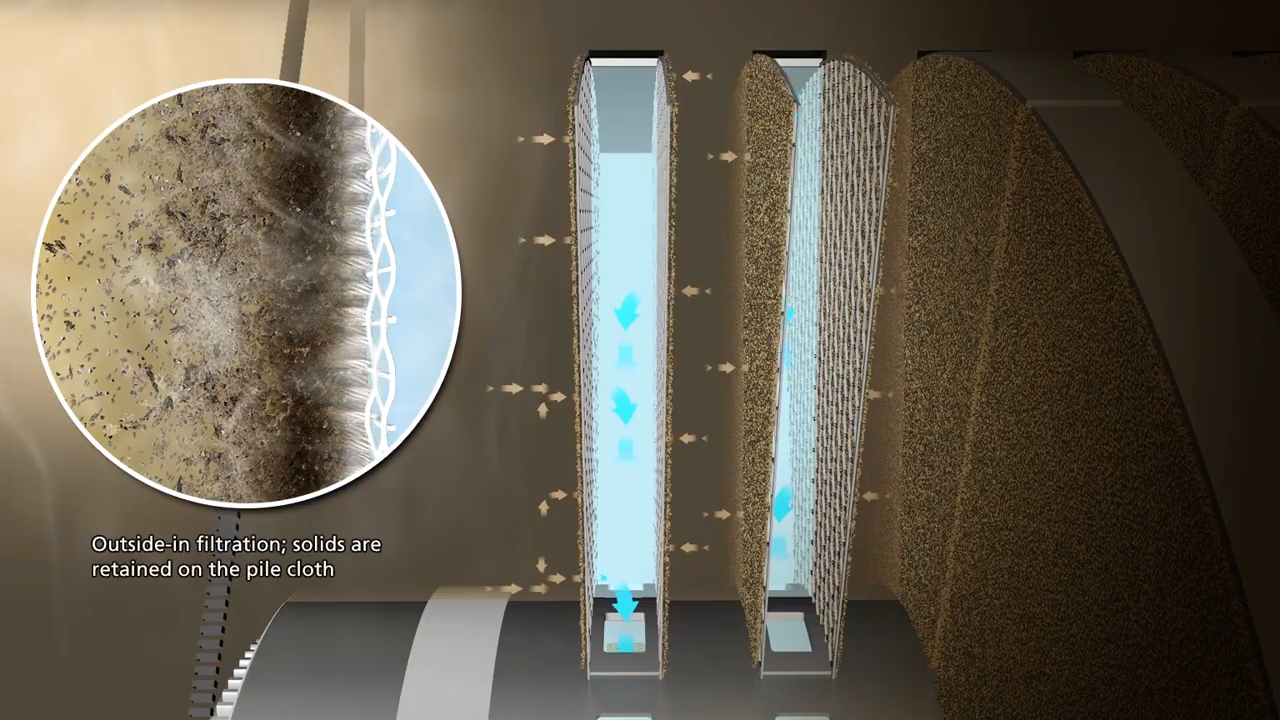 Outside-in filtration; solids are
retained on the pile cloth